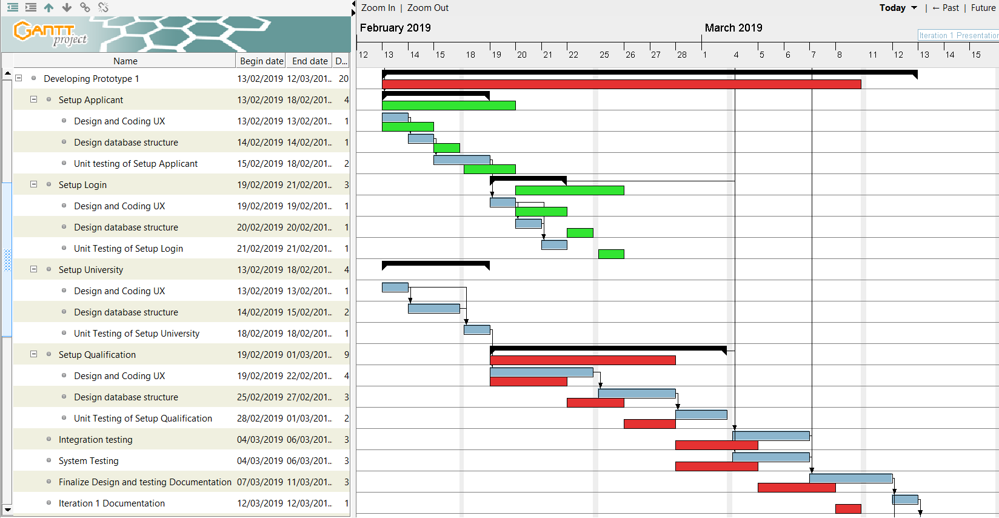 Zoom In | Zoom Out
Today | ← Past | Future
GANTT
project
February 2019
March 2019
Iteration 1 Presentation
12 13 14 15 18 19 20 21 22 25 26 27 28 1 4 5 6 7 8 11 12 13 14 15
Name Begin date End date D...
Developing Prototype 1 13/02/2019 12/03/201... 20
Setup Applicant 13/02/2019 18/02/201... 4
Design and Coding UX 13/02/2019 13/02/201... 1
Design database structure 14/02/2019 14/02/201... 1
Unit testing of Setup Applicant 15/02/2019 18/02/201... 2
Setup Login 19/02/2019 21/02/201... 3
Design and Coding UX 19/02/2019 19/02/201... 1
Design database structure 20/02/2019 20/02/201... 1
Unit Testing of Setup Login 21/02/2019 21/02/201... 1
Setup University 13/02/2019 18/02/201... 4
Design and Coding UX 13/02/2019 13/02/201... 1
Design database structure 14/02/2019 15/02/201... 2
Unit Testing of Setup University 18/02/2019 18/02/201... 1
Setup Qualification 19/02/2019 01/03/201... 9
Design and Coding UX 19/02/2019 22/02/201... 4
Design database structure 25/02/2019 27/02/201... 3
Unit Testing of Setup Qualification 28/02/2019 01/03/201... 2
Integration testing 04/03/2019 06/03/201... 3
System Testing 04/03/2019 06/03/201... 3
Finalize Design and testing Documentation 07/03/2019 11/03/201... 3
Iteration 1 Documentation 12/03/2019 12/03/201... 1